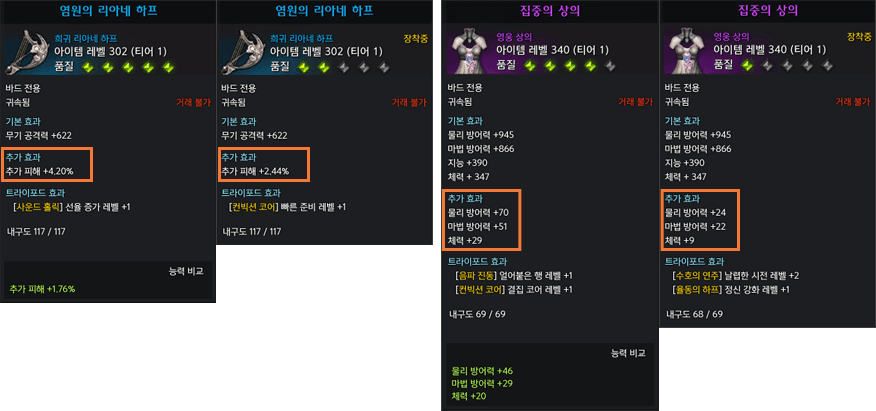 염원의 리아네 하프
희귀 리아네 하프
아이템 레벨 302 (티어 1)
품질
바드 전용
귀속됨
거래 불가
기본 효과
무기 공격력 +622
추가 효과
추가 피해 +4.20%
트라이포드 효과
[사운드 홀릭] 선율 증가 레벨 +1
내구도 117 / 117
능력 비교
추가 피해 +1.76%
염원의 리아네 하프
희귀 리아네 하프
장착중
아이템 레벨 302 (티어 1)
품질
바드 전용
귀속됨
거래 불가
기본 효과
무기 공격력 +622
추가 효과
추가 피해 +2.44%
트라이포드 효과
[컨빅션 코어] 빠른 준비 레벨 +1
내구도 117 / 117
집중의 상의
영웅 상의
아이템 레벨 340 (티어 1)
품질
바드 전용
귀속됨
거래 불가
기본 효과
물리 방어력 +945
마법 방어력 +866
지능 +390
체력 + 347
추가 효과
물리 방어력 +70
마법 방어력 +51
체력 +29
트라이포드 효과
[음파 진동] 얼어붙은 행 레벨 +1
[컨빅션 코어] 결집 코어 레벨 +1
내구도 69 / 69
능력 비교
물리 방어력 +46
마법 방어력 +29
체력 +20
집중의 상의
영웅 상의
장착중
아이템 레벨 340 (티어 1)
품질
바드 전용
귀속됨
거래 불가
기본 효과
물리 방어력 +945
마법 방어력 +866
지능 +390
체력 + 347
추가 효과
물리 방어력 +24
마법 방어력 +22
체력 +9
트라이포드 효과
[수호의 연주] 날렵한 시전 레벨 +2
[율동의 하프] 정신 강화 레벨 +1
내구도 68 / 69